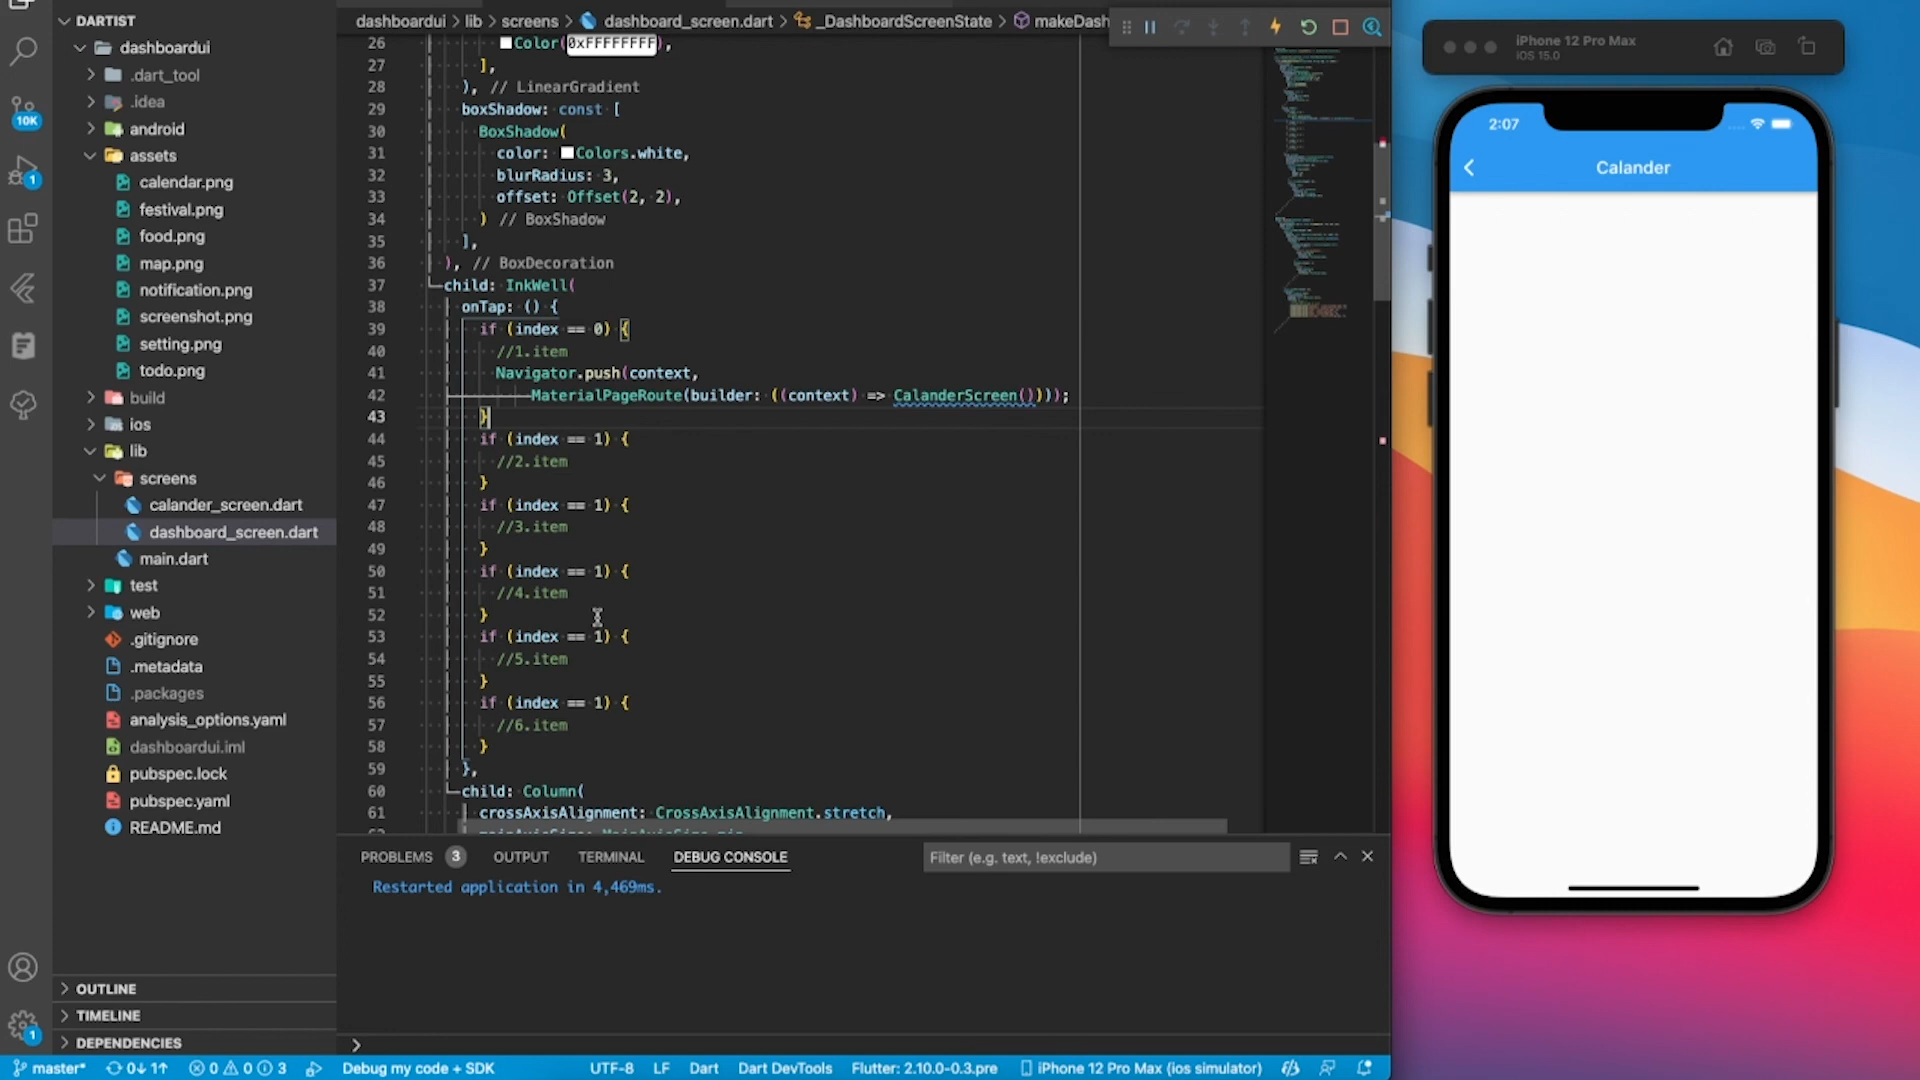 DARTIST
dashboardui
.dart_tool
.idea
android
assets
calendar.png
festival.png
food.png
map.png
notification.png
screenshot.png
setting.png
todo.png
build
ios
lib
screens
calander_screen.dart
dashboard_screen.dart
main.dart
test
web
.gitignore
.metadata
.packages
analysis_options.yaml
dashboardui.iml
pubspec.lock
pubspec.yaml
README.md
OUTLINE
TIMELINE
DEPENDENCIES
10K
1
1
dashboardui > lib > screens > dashboard_screen.dart > _DashboardScreenState > makeDash
26 Color(0xFFFFFFFF),
27 ],
28 ), // LinearGradient
29 boxShadow: const [
30 BoxShadow(
31 color: Colors.white,
32 blurRadius: 3,
33 offset: Offset(2, 2),
34 ) // BoxShadow
35 ],
36 ), // BoxDecoration
37 child: InkWell(
38 onTap: () {
39 if (index == 0) {
40 //1.item
41 Navigator.push(context,
42 MaterialPageRoute(builder: ((context) => CalanderScreen())));
43 }
44 if (index == 1) {
45 //2.item
46 }
47 if (index == 1) {
48 //3.item
49 }
50 if (index == 1) {
51 //4.item
52 }
53 if (index == 1) {
54 //5.item
55 }
56 if (index == 1) {
57 //6.item
58 }
59 },
60 child: Column(
61 crossAxisAlignment: CrossAxisAlignment.stretch,
PROBLEMS 3 OUTPUT TERMINAL DEBUG CONSOLE Filter (e.g. text, !exclude)
Restarted application in 4,469ms.
master* 0↓ 1↑ 0 0 3 Debug my code + SDK UTF-8 LF Dart Dart DevTools Flutter: 2.10.0-0.3.pre iPhone 12 Pro Max (ios simulator)
iPhone 12 Pro Max
iOS 15.0
2:07
Calander